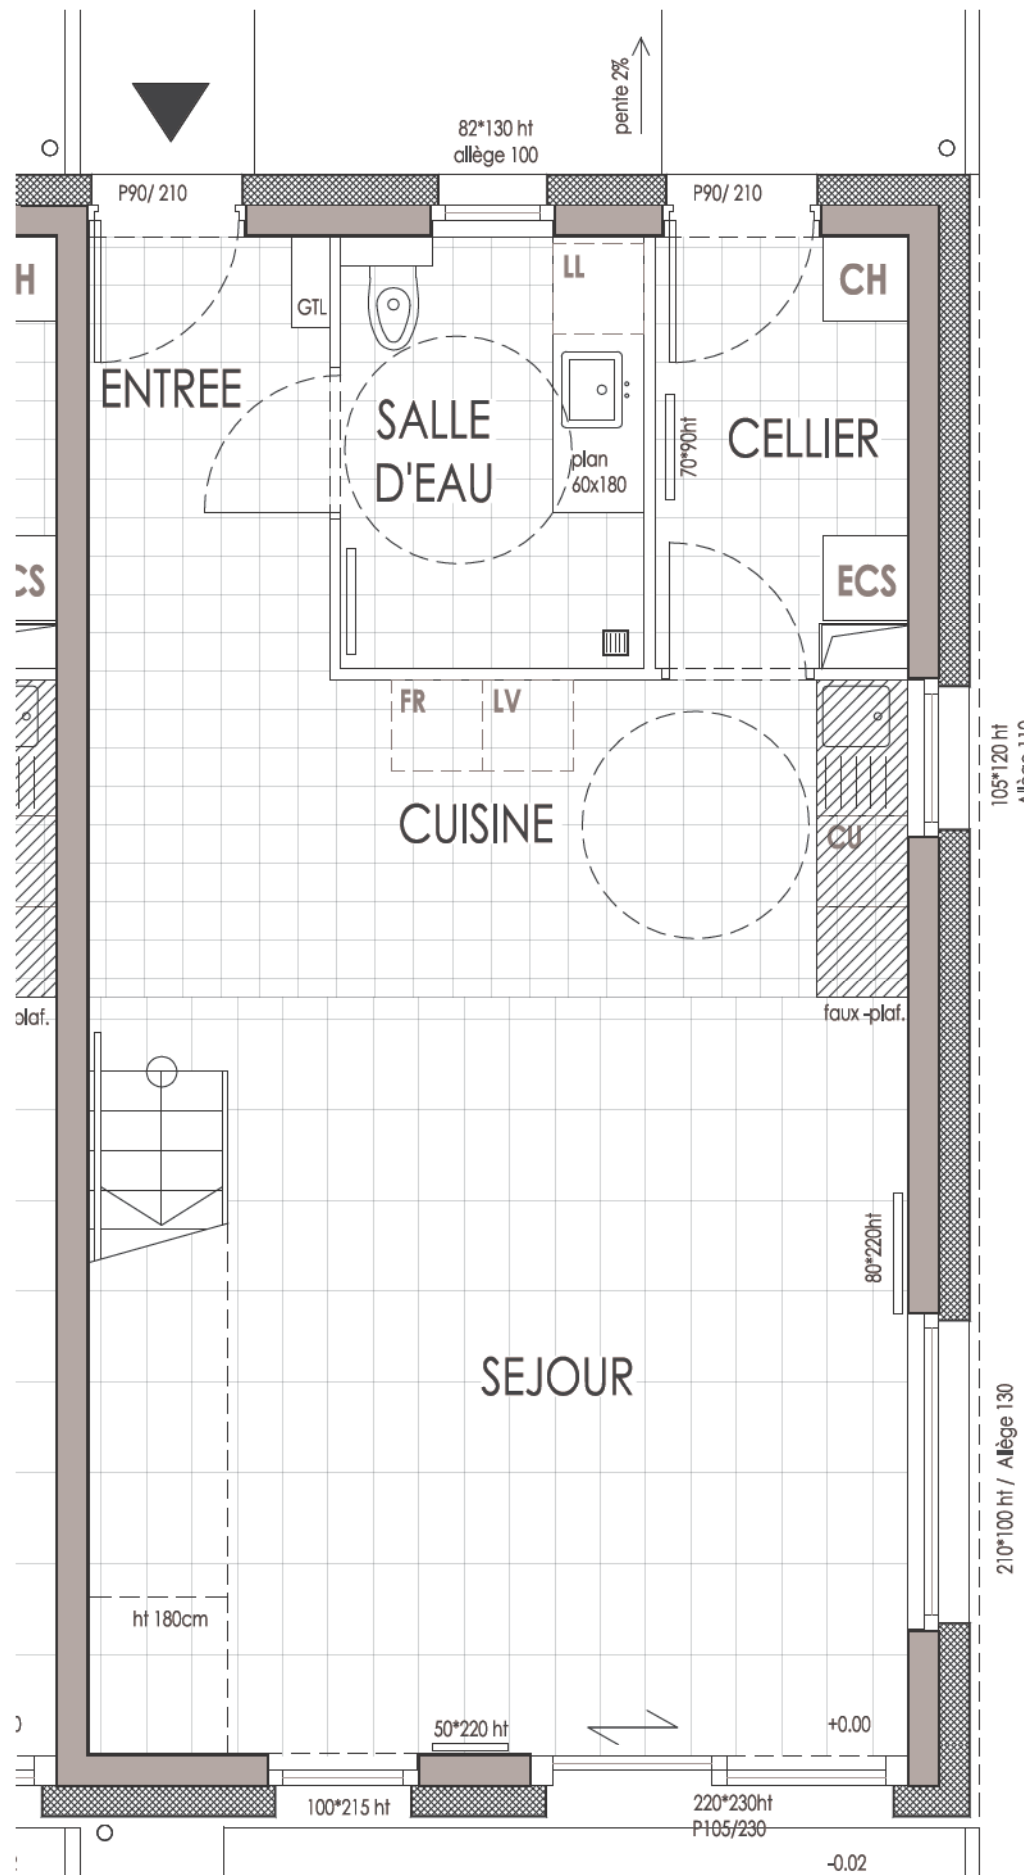 pente 2%
82*130 ht
allège 100
P90/ 210
P90/ 210
H
GTL
LL
CH
ENTREE
SALLE
D'EAU
CELLIER
70*90ht
plan
60x180
CS
ECS
FR
LV
105*120 ht
Allège 110
CUISINE
CU
plaf.
faux -plaf.
80*220ht
SEJOUR
210*100 ht / Alège 130
ht 180cm
0
50*220 ht
+0.00
100*215 ht
220*230ht
P105/230
-0.02